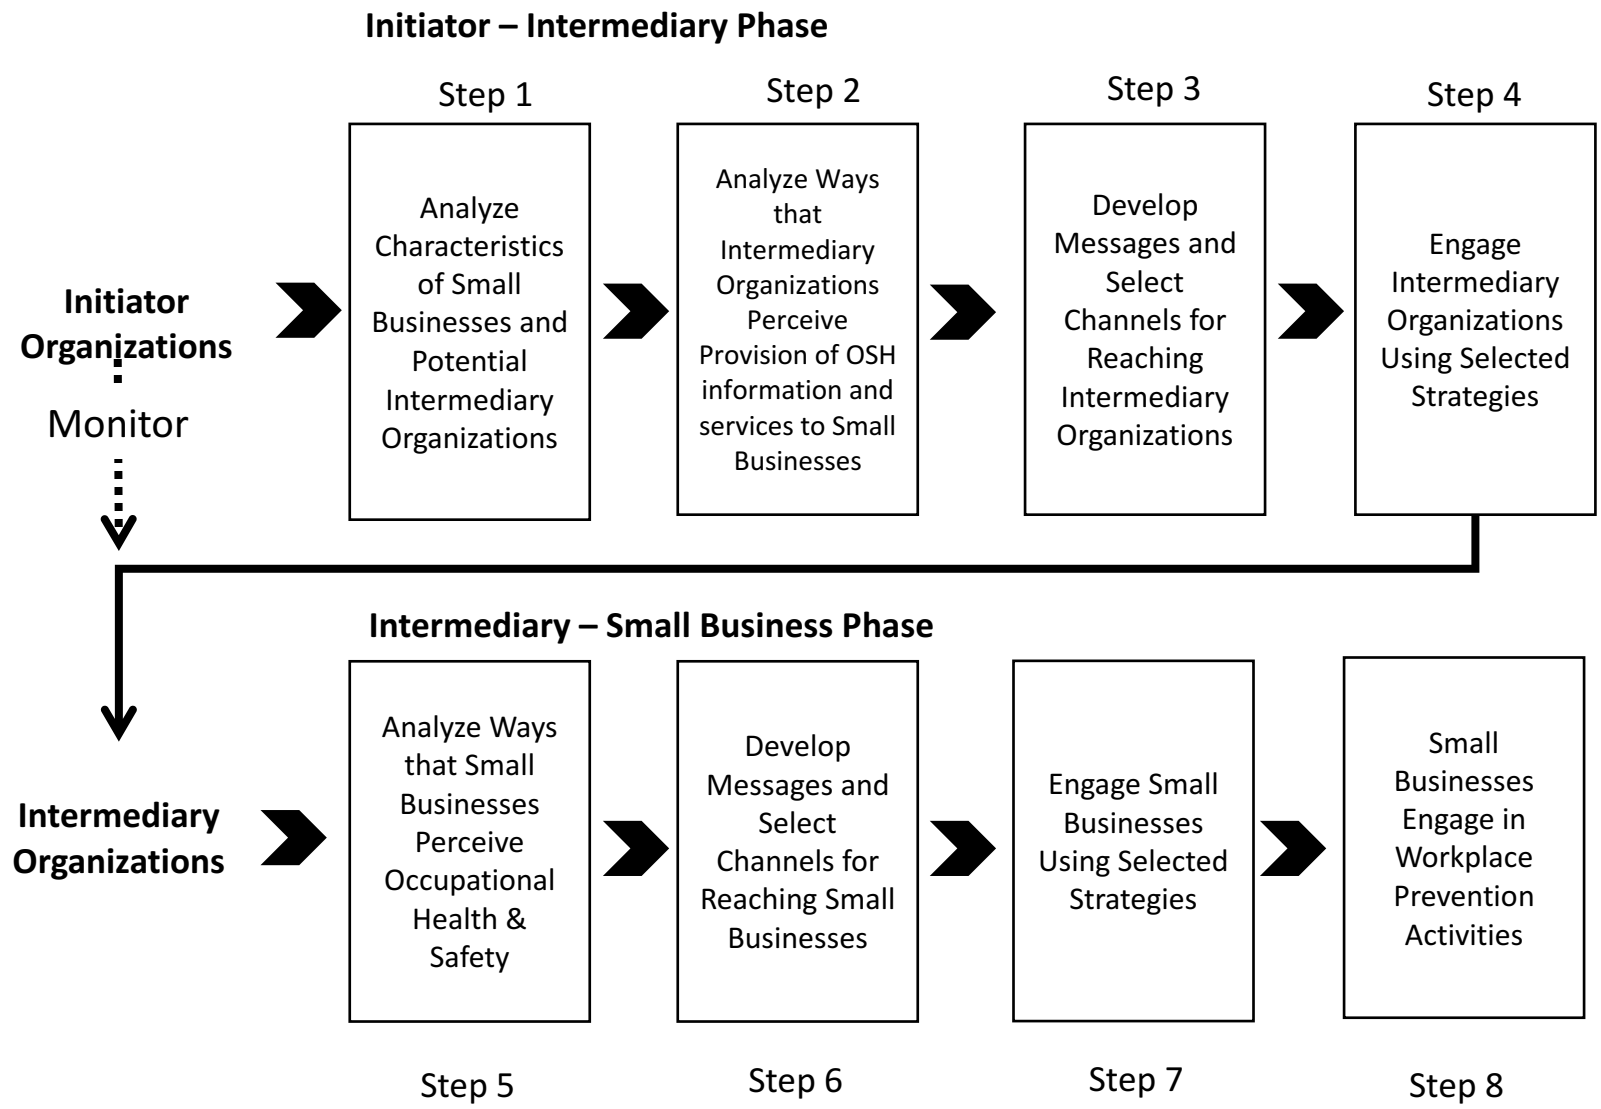 Initiator – Intermediary Phase
Step 1
Step 2
Step 3
Step 4
Initiator
Organizations
Monitor
Analyze
Characteristics
of Small
Businesses and
Potential
Intermediary
Organizations
Analyze Ways
that
Intermediary
Organizations
Perceive
Provision of OSH
information and
services to Small
Businesses
Develop
Messages and
Select
Channels for
Reaching
Intermediary
Organizations
Engage
Intermediary
Organizations
Using Selected
Strategies
Intermediary – Small Business Phase
Intermediary
Organizations
Analyze Ways
that Small
Businesses
Perceive
Occupational
Health &
Safety
Develop
Messages and
Select
Channels for
Reaching Small
Businesses
Engage Small
Businesses
Using Selected
Strategies
Small
Businesses
Engage in
Workplace
Prevention
Activities
Step 5
Step 6
Step 7
Step 8